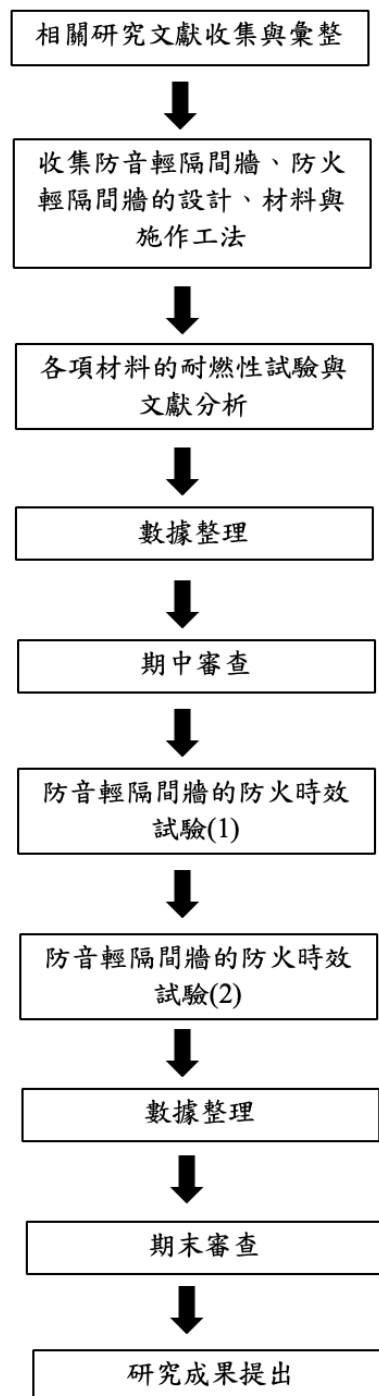 相關研究文獻收集與彙整
收集防音輕隔間牆、防火
輕隔間牆的設計、材料與
施作工法
各項材料的耐燃性試驗與
文獻分析
數據整理
期中審查
防音輕隔間牆的防火時效
試驗(1)
防音輕隔間牆的防火時效
試驗(2)
數據整理
期末審查
研究成果提出